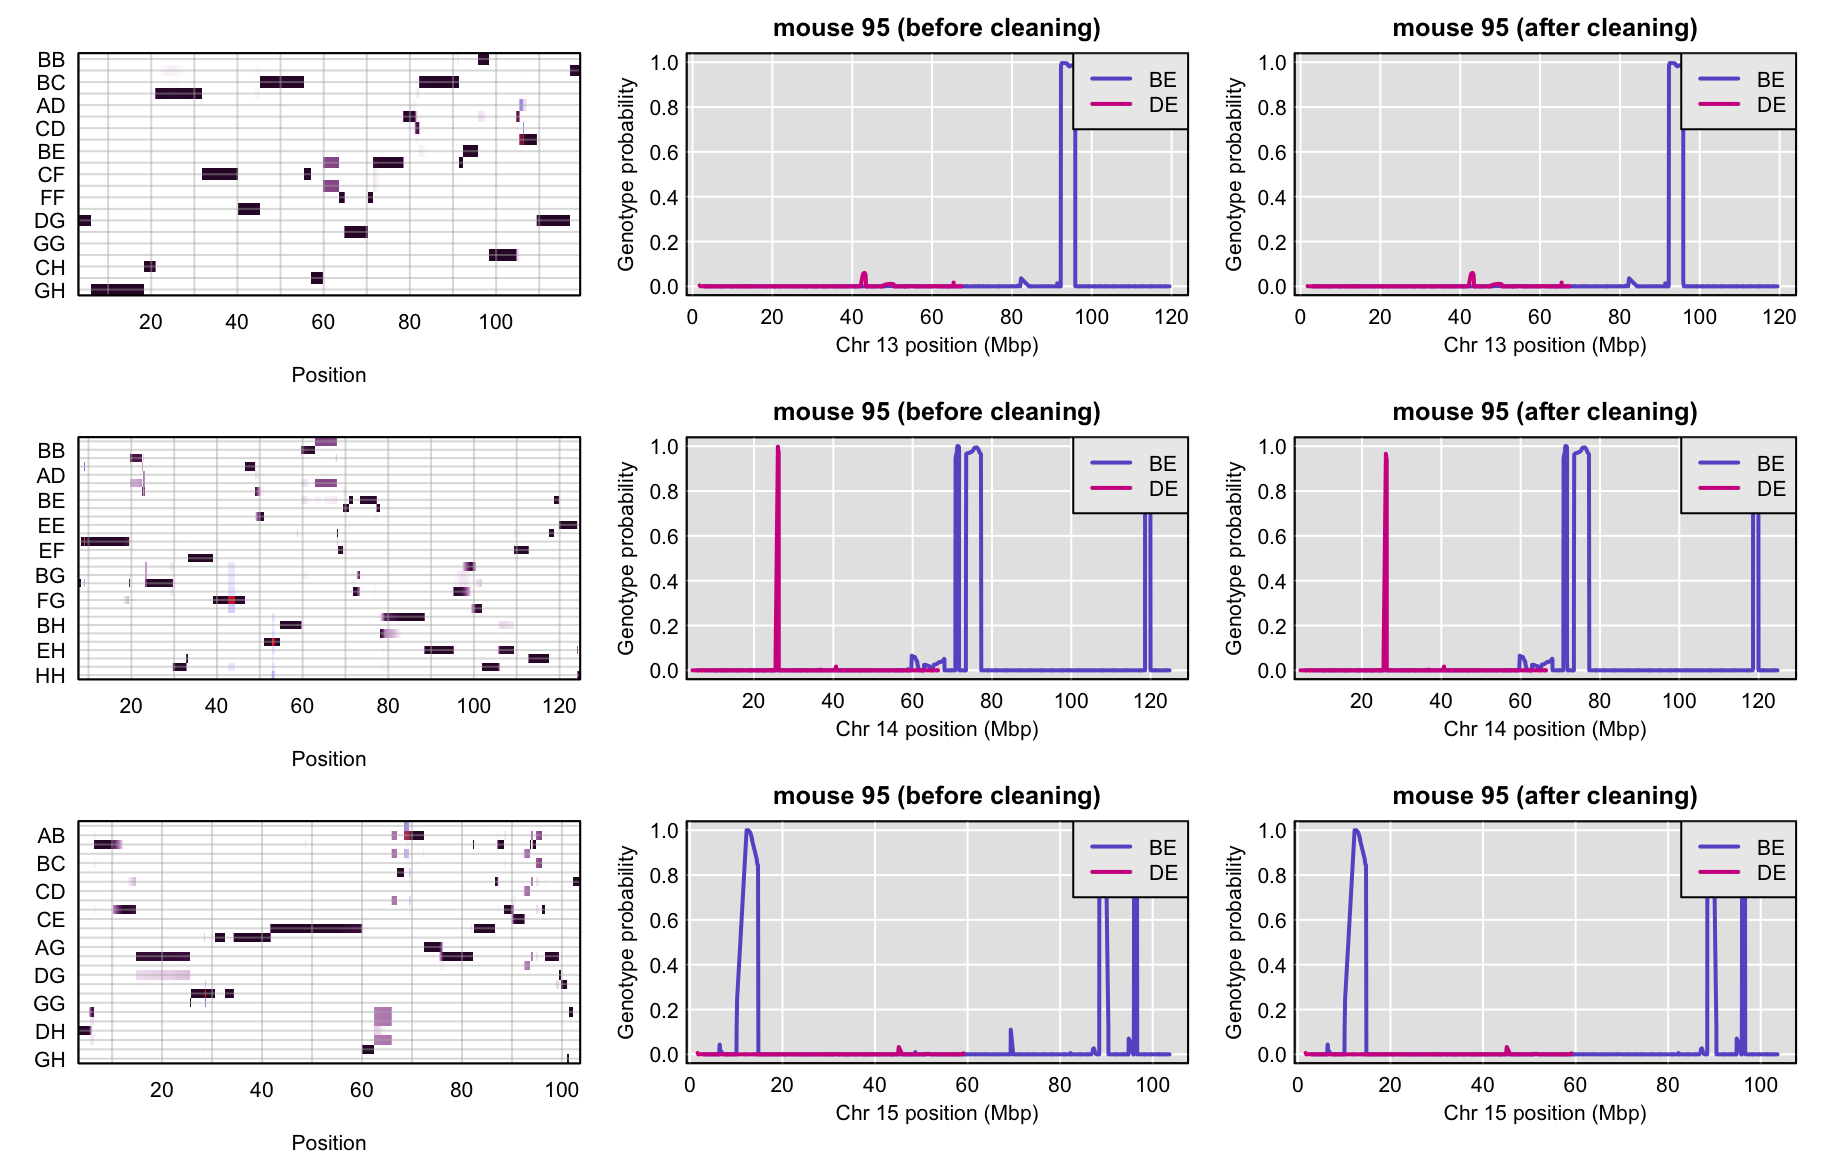 BB
BC
AD
CD
BE
CF
FF
DG
GG
CH
GH
20 40 60 80 100
Position
mouse 95 (before cleaning)
Genotype probability
1.0
0.8
0.6
0.4
0.2
0.0
BE
DE
0 20 40 60 80 100 120
Chr 13 position (Mbp)
mouse 95 (after cleaning)
Genotype probability
1.0
0.8
0.6
0.4
0.2
0.0
BE
DE
0 20 40 60 80 100 120
Chr 13 position (Mbp)
BB
AD
BE
EE
EF
BG
FG
BH
EH
HH
20 40 60 80 100 120
Position
mouse 95 (before cleaning)
Genotype probability
1.0
0.8
0.6
0.4
0.2
0.0
BE
DE
20 40 60 80 100 120
Chr 14 position (Mbp)
mouse 95 (after cleaning)
Genotype probability
1.0
0.8
0.6
0.4
0.2
0.0
BE
DE
20 40 60 80 100 120
Chr 14 position (Mbp)
AB
BC
CD
CE
AG
DG
GG
DH
GH
20 40 60 80 100
Position
mouse 95 (before cleaning)
Genotype probability
1.0
0.8
0.6
0.4
0.2
0.0
BE
DE
0 20 40 60 80 100
Chr 15 position (Mbp)
mouse 95 (after cleaning)
Genotype probability
1.0
0.8
0.6
0.4
0.2
0.0
BE
DE
0 20 40 60 80 100
Chr 15 position (Mbp)